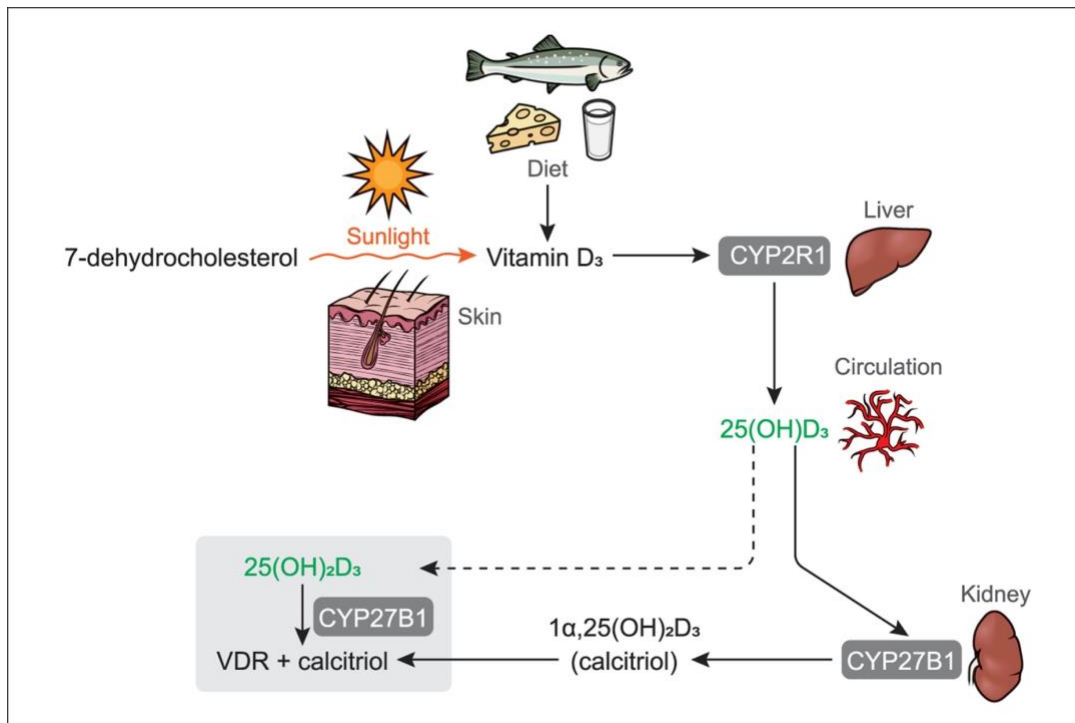 Diet
Sunlight
7-dehydrocholesterol
Vitamin D₃
CYP2R1
Liver
Skin
Circulation
25(OH)D₃
25(OH)₂D₃
CYP27B1
VDR + calcitriol
1α,25(OH)₂D₃
(calcitriol)
CYP27B1
Kidney